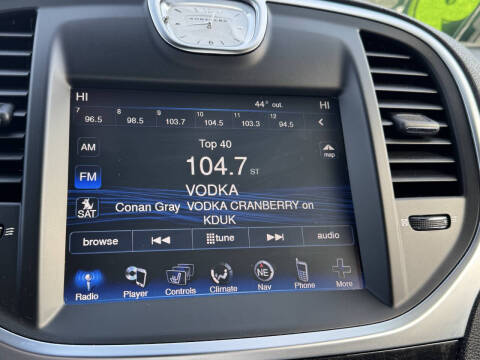 HI 44° out. HI
7 8 9 10 11 12
96.5 98.5 103.7 104.5 103.3 94.5
Top 40
AM
104.7 ST
map
FM
VODKA
SAT
Conan Gray VODKA CRANBERRY on
KDUK
browse tune audio
Radio Player Controls Climate Nav Phone More
NE